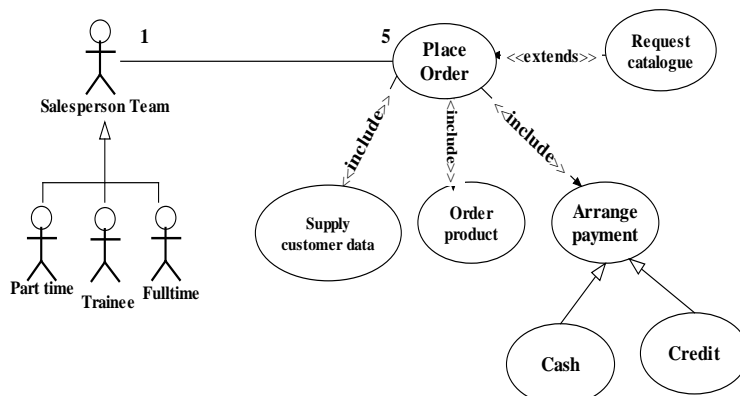 1
5
Place
Order
<<extends>>
Request
catalogue
Salesperson Team
<<include>>
<<include>>
<<include>>
Supply
customer data
Order
product
Arrange
payment
Part time
Trainee
Fulltime
Cash
Credit